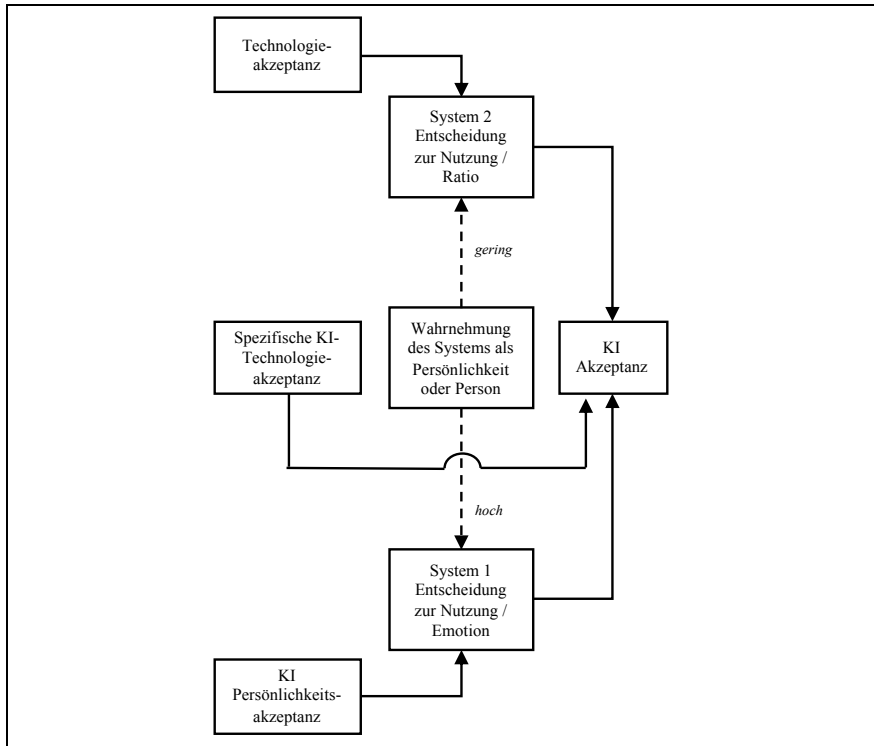 Technologie-
akzeptanz
System 2
Entscheidung
zur Nutzung /
Ratio
gering
Spezifische KI-
Technologie-
akzeptanz
Wahrnehmung
des Systems als
Persönlichkeit
oder Person
KI
Akzeptanz
hoch
System 1
Entscheidung
zur Nutzung /
Emotion
KI
Persönlichkeits-
akzeptanz